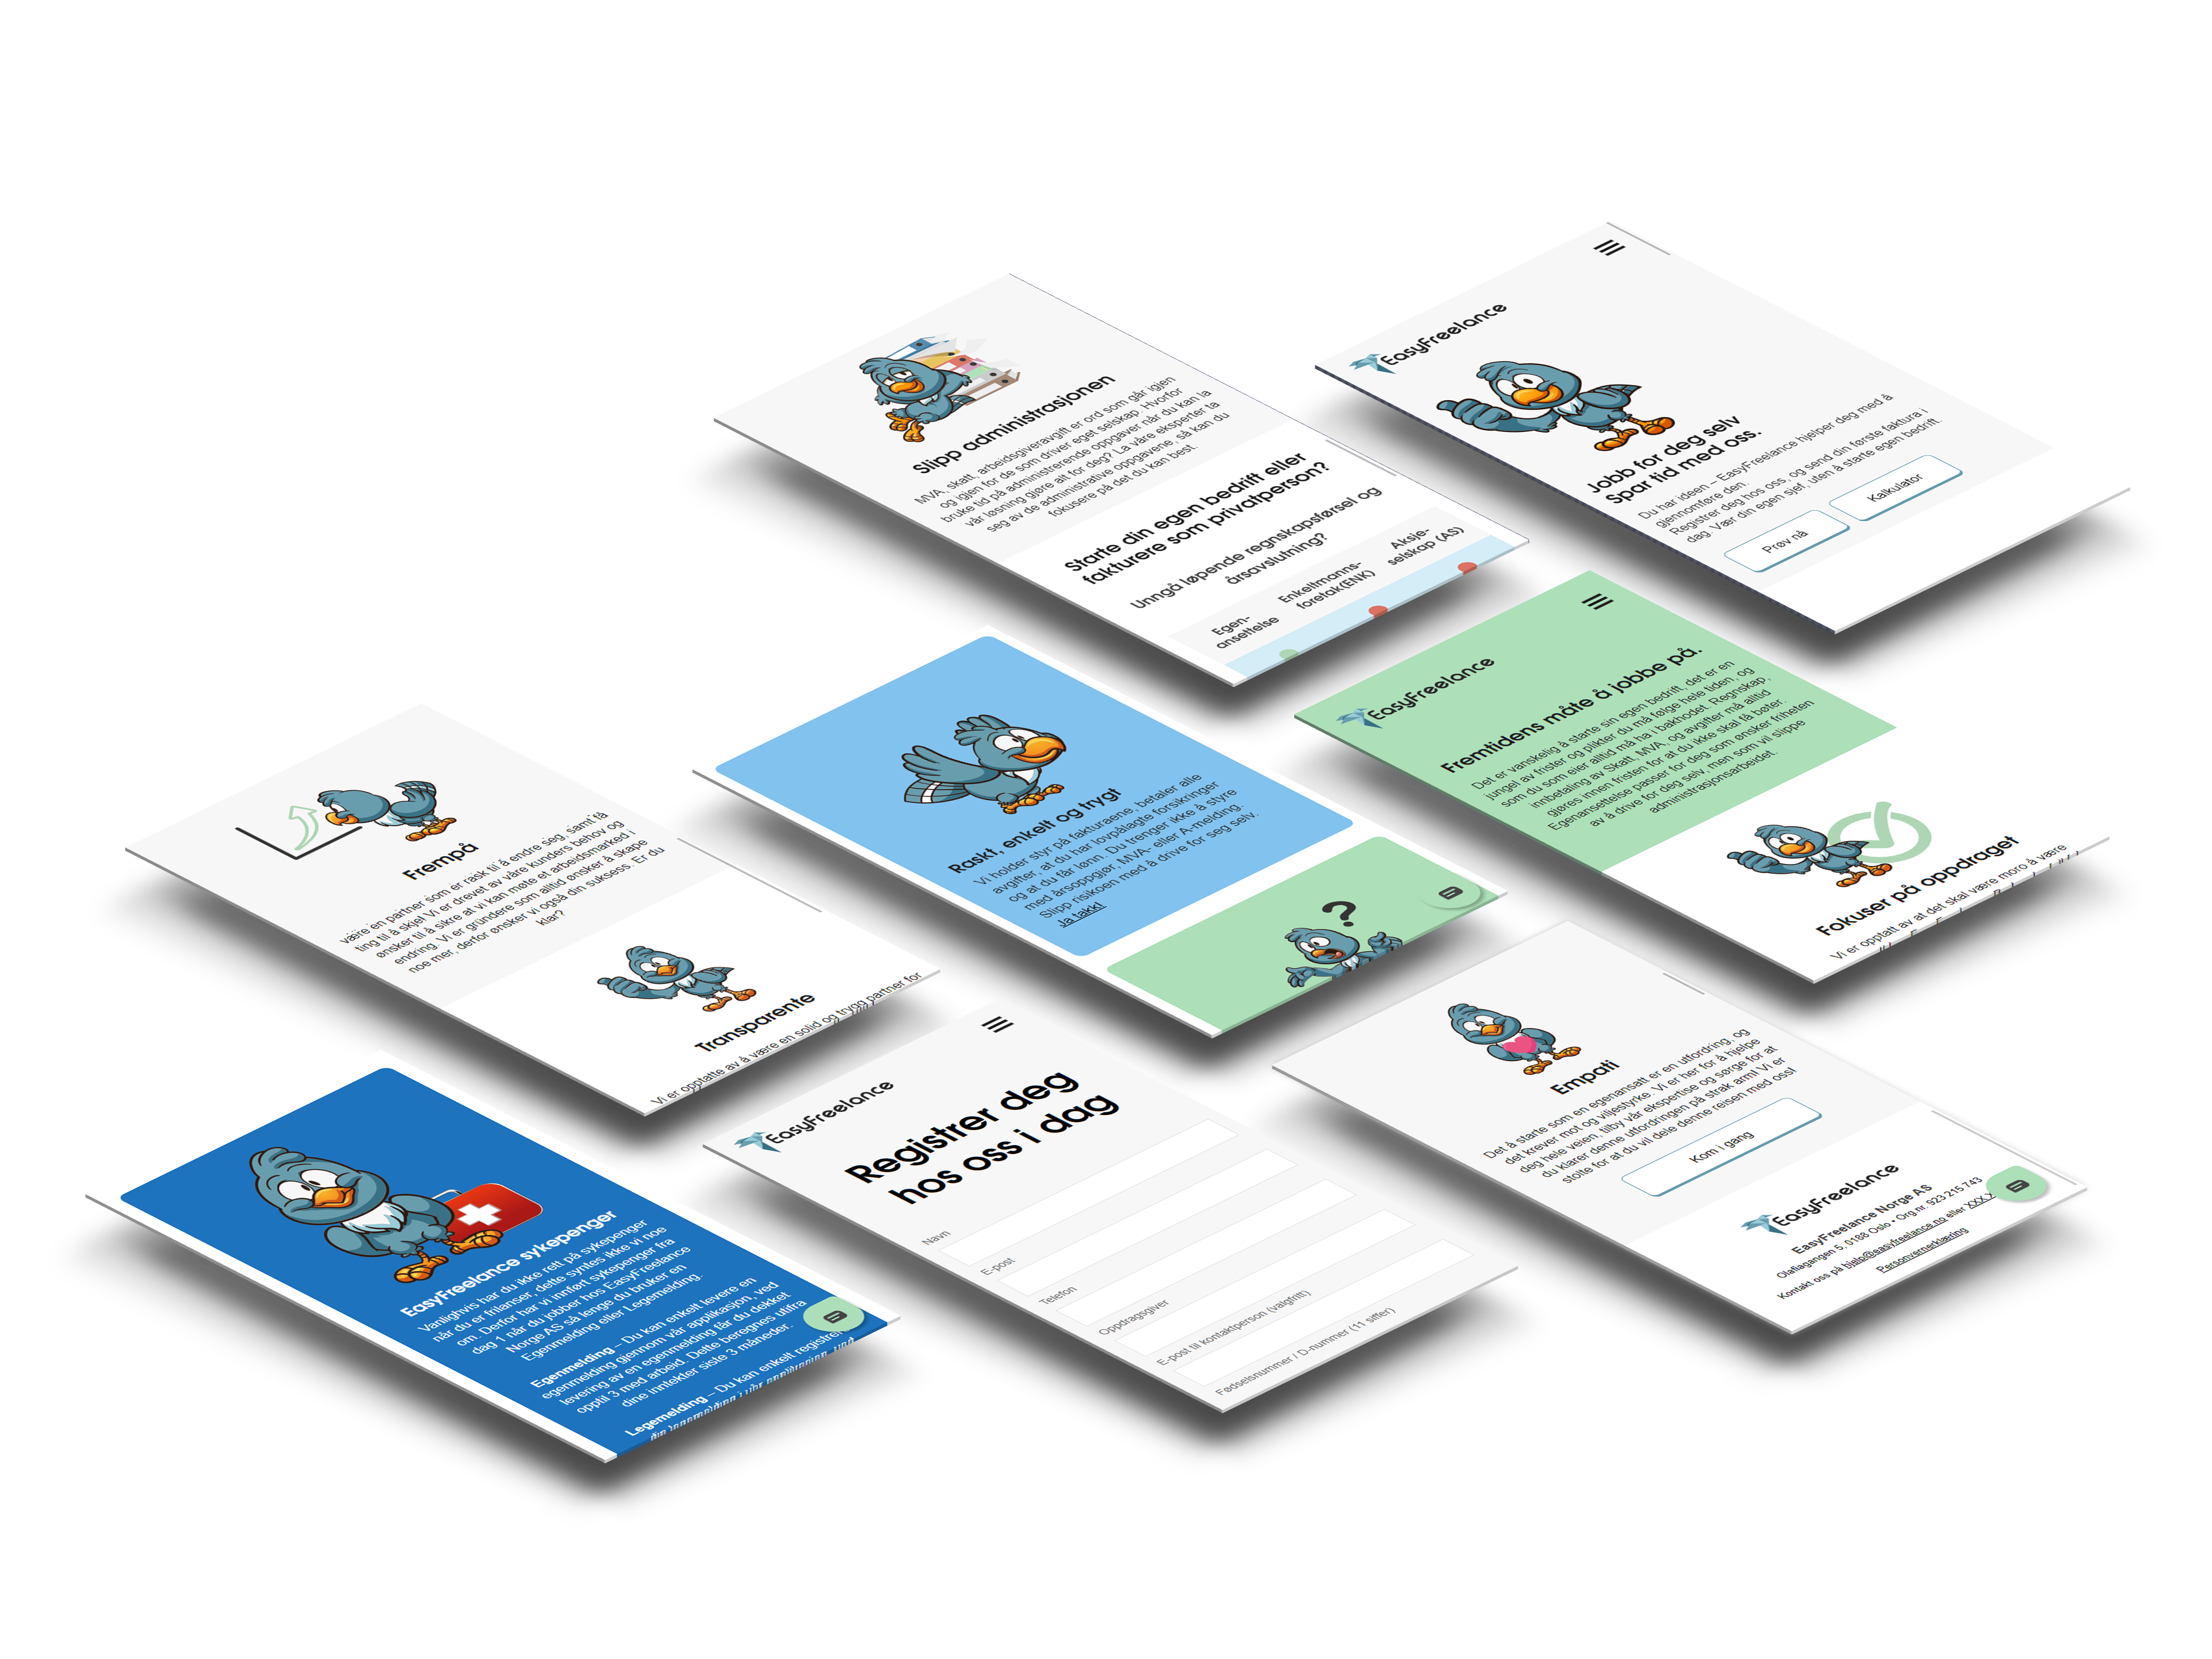 EasyFreelance
Jobb for deg selv
Spar tid med oss.
Du har ideen – EasyFreelance hjelper deg med å
gjennomføre den.
Registrer deg hos oss, og send din første faktura i
dag. Vær din egen sjef, uten å starte egen bedrift.
Prøv nå
Kalkulator
Slipp administrasjonen
MVA, skatt, arbeidsgiveravgift er ord som går igjen
og igjen for de som driver eget selskap. Hvorfor
bruke tid på administrerende oppgaver når du kan la
vår løsning gjøre alt for deg? La våre eksperter ta
seg av de administrative oppgavene, så kan du
fokusere på det du kan best.
Starte din egen bedrift eller
fakturere som privatperson?
Unngå løpende regnskapsførsel og
årsavslutning?
Egen-
ansettelse
Enkeltmanns-
foretak(ENK)
Aksje-
selskap (AS)
EasyFreelance
Fremtidens måte å jobbe på.
Det er vanskelig å starte sin egen bedrift, det er en
jungel av frister og plikter du må følge hele tiden, og
som du som eier alltid må ha i bakhodet. Regnskap,
innbetaling av Skatt, MVA, og avgifter må alltid
gjøres innen fristen for at du ikke skal få bøter.
Egenansettelse passer for deg som ønsker friheten
av å drive for deg selv, men som vil slippe
administrasjonsarbeidet.
Fokuser på oppdraget
Vi er opptatt av at det skal være moro å være
Raskt, enkelt og trygt
Vi holder styr på fakturaene, betaler alle
avgifter, at du har lovpålagte forsikringer
og at du får lønn. Du trenger ikke å styre
med årsoppgjør, MVA- eller A-melding.
Slipp risikoen med å drive for seg selv.
Ja takk!
?
Frempå
være en partner som er rask til å endre seg, samt få
ting til å skje! Vi er drevet av våre kunders behov og
ønsker til å sikre at vi kan møte et arbeidsmarked i
endring. Vi er gründere som alltid ønsker å skape
noe mer, derfor ønsker vi også din suksess. Er du
klar?
Transparente
Vi er opptatte av å være en solid og trygg partner for
Empati
Det å starte som en egenansatt er en utfordring, og
det krever mot og viljestyrke. Vi er her for å hjelpe
deg hele veien, tilby vår ekspertise og sørge for at
du klarer denne utfordringen på strak arm! Vi er
stolte for at du vil dele denne reisen med oss!
Kom i gang
EasyFreelance
EasyFreelance Norge AS
Olafiagangen 5, 0188 Oslo • Org nr. 923 215 743
Kontakt oss på hjelp@easyfreelance.no eller XXX X
Personvernerklæring
EasyFreelance
Registrer deg
hos oss i dag
Navn
E-post
Telefon
Oppdragsgiver
E-post til kontaktperson (valgfritt)
Fødselsnummer / D-nummer (11 siffer)
EasyFreelance sykepenger
Vanligvis har du ikke rett på sykepenger
når du er frilanser, dette syntes ikke vi noe
om. Derfor har vi innført sykepenger fra
dag 1 når du jobber hos EasyFreelance
Norge AS så lenge du bruker en
Egenmelding eller Legemelding.
Egenmelding – Du kan enkelt levere en
egenmelding gjennom vår applikasjon, ved
levering av en egenmelding får du dekket
opptil 3 med arbeid. Dette beregnes utifra
dine inntekter siste 3 måneder.
Legemelding – Du kan enkelt registrere